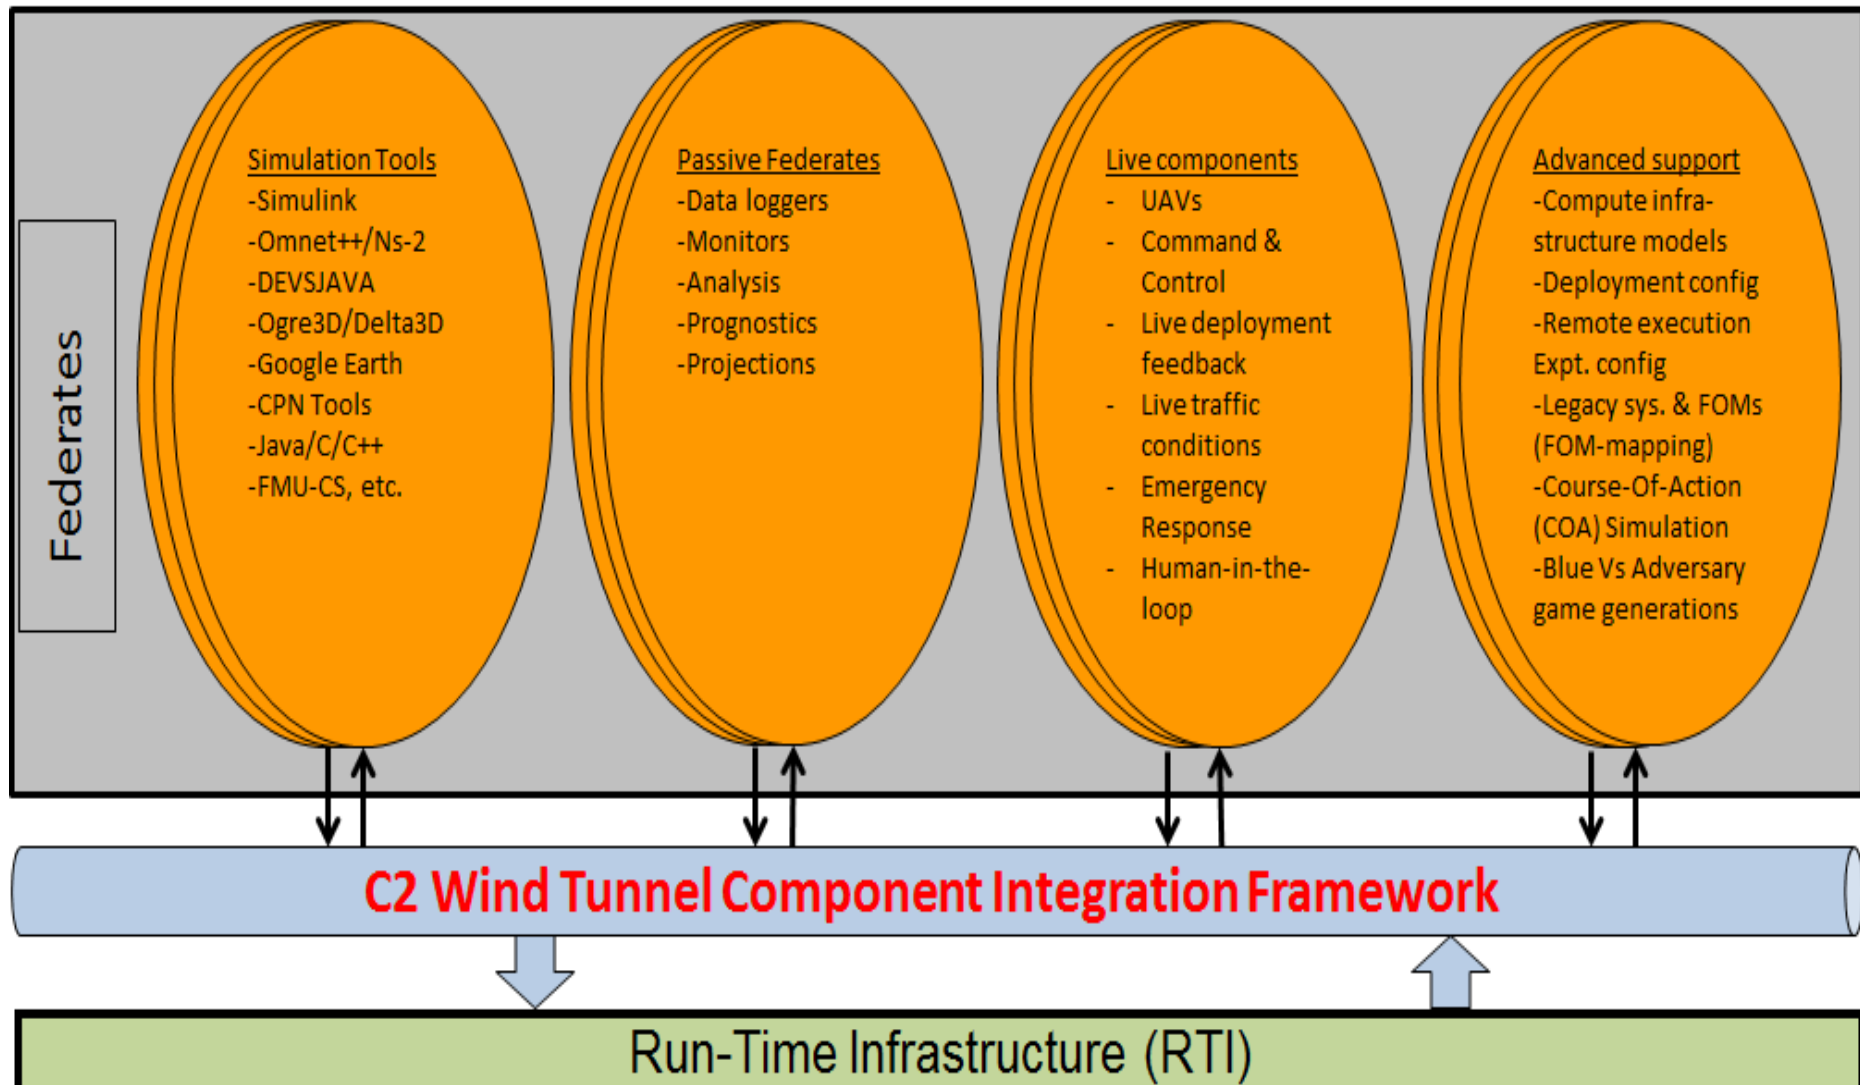 Federates
Simulation Tools
-Simulink
-Omnet++/Ns-2
-DEVSJAVA
-Ogre3D/Delta3D
-Google Earth
-CPN Tools
-Java/C/C++
-FMU-CS, etc.
Passive Federates
-Data loggers
-Monitors
-Analysis
-Prognostics
-Projections
Live components
- UAVs
- Command &
Control
- Live deployment
feedback
- Live traffic
conditions
- Emergency
Response
- Human-in-the-
loop
Advanced support
-Compute infra-
structure models
-Deployment config
-Remote execution
Expt. config
-Legacy sys. & FOMs
(FOM-mapping)
-Course-Of-Action
(COA) Simulation
-Blue Vs Adversary
game generations
C2 Wind Tunnel Component Integration Framework
Run-Time Infrastructure (RTI)